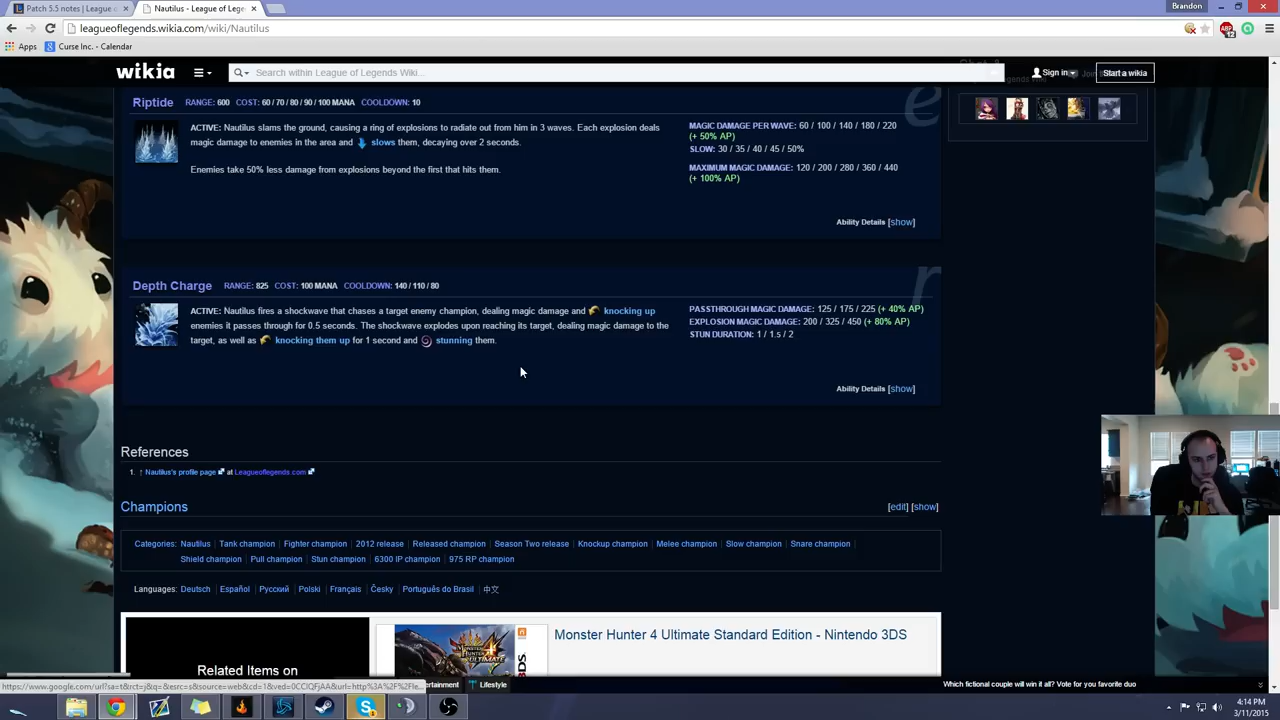 Patch 5.5 notes | League of
Nautilus - League of Lege
Brandon
leagueoflegends.wikia.com/wiki/Nautilus
Apps
Curse Inc. - Calendar
wikia
Search within League of Legends Wiki...
Sign in
Start a wikia
Riptide RANGE: 600 COST: 60 / 70 / 80 / 90 / 100 MANA COOLDOWN: 10
ACTIVE: Nautilus slams the ground, causing a ring of explosions to radiate out from him in 3 waves. Each explosion deals
magic damage to enemies in the area and slows them, decaying over 2 seconds.
Enemies take 50% less damage from explosions beyond the first that hits them.
MAGIC DAMAGE PER WAVE: 60 / 100 / 140 / 180 / 220
(+ 50% AP)
SLOW: 30 / 35 / 40 / 45 / 50%
MAXIMUM MAGIC DAMAGE: 120 / 200 / 280 / 360 / 440
(+ 100% AP)
Ability Details [show]
Depth Charge RANGE: 825 COST: 100 MANA COOLDOWN: 140 / 110 / 80
ACTIVE: Nautilus fires a shockwave that chases a target enemy champion, dealing magic damage and knocking up
enemies it passes through for 0.5 seconds. The shockwave explodes upon reaching its target, dealing magic damage to the
target, as well as knocking them up for 1 second and stunning them.
PASSTHROUGH MAGIC DAMAGE: 125 / 175 / 225 (+ 40% AP)
EXPLOSION MAGIC DAMAGE: 200 / 325 / 450 (+ 80% AP)
STUN DURATION: 1 / 1.5 / 2
Ability Details [show]
References
1. ↑ Nautilus's profile page at Leagueoflegends.com
Champions [edit] [show]
Categories: Nautilus Tank champion Fighter champion 2012 release Released champion Season Two release Knockup champion Melee champion Slow champion Snare champion
Shield champion Pull champion Stun champion 6300 IP champion 975 RP champion
Languages: Deutsch Español Русский Polski Français Česky Português do Brasil 中文
Monster Hunter 4 Ultimate Standard Edition - Nintendo 3DS
Related Items on
Lifestyle
Which fictional couple will win it all? Vote for you favorite duo
4:14 PM
3/11/2015